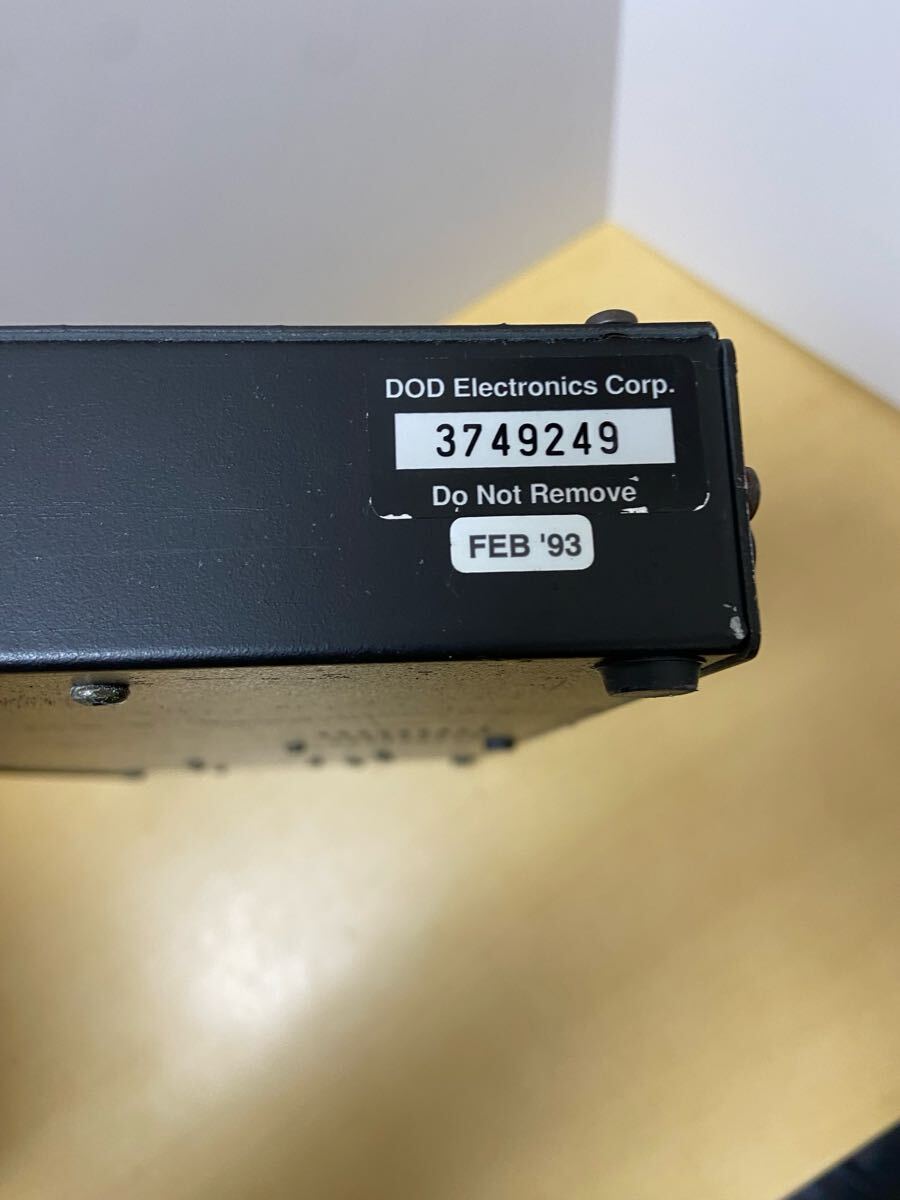 DOD Electronics Corp.
3749249
Do Not Remove
FEB '93